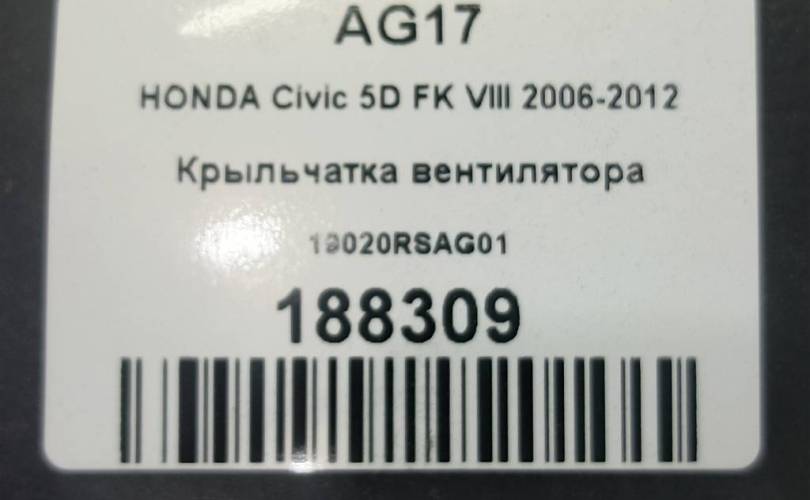 AG17
HONDA Civic 5D FK VIII 2006-2012
Крыльчатка вентилятора
19020RSAG01
188309